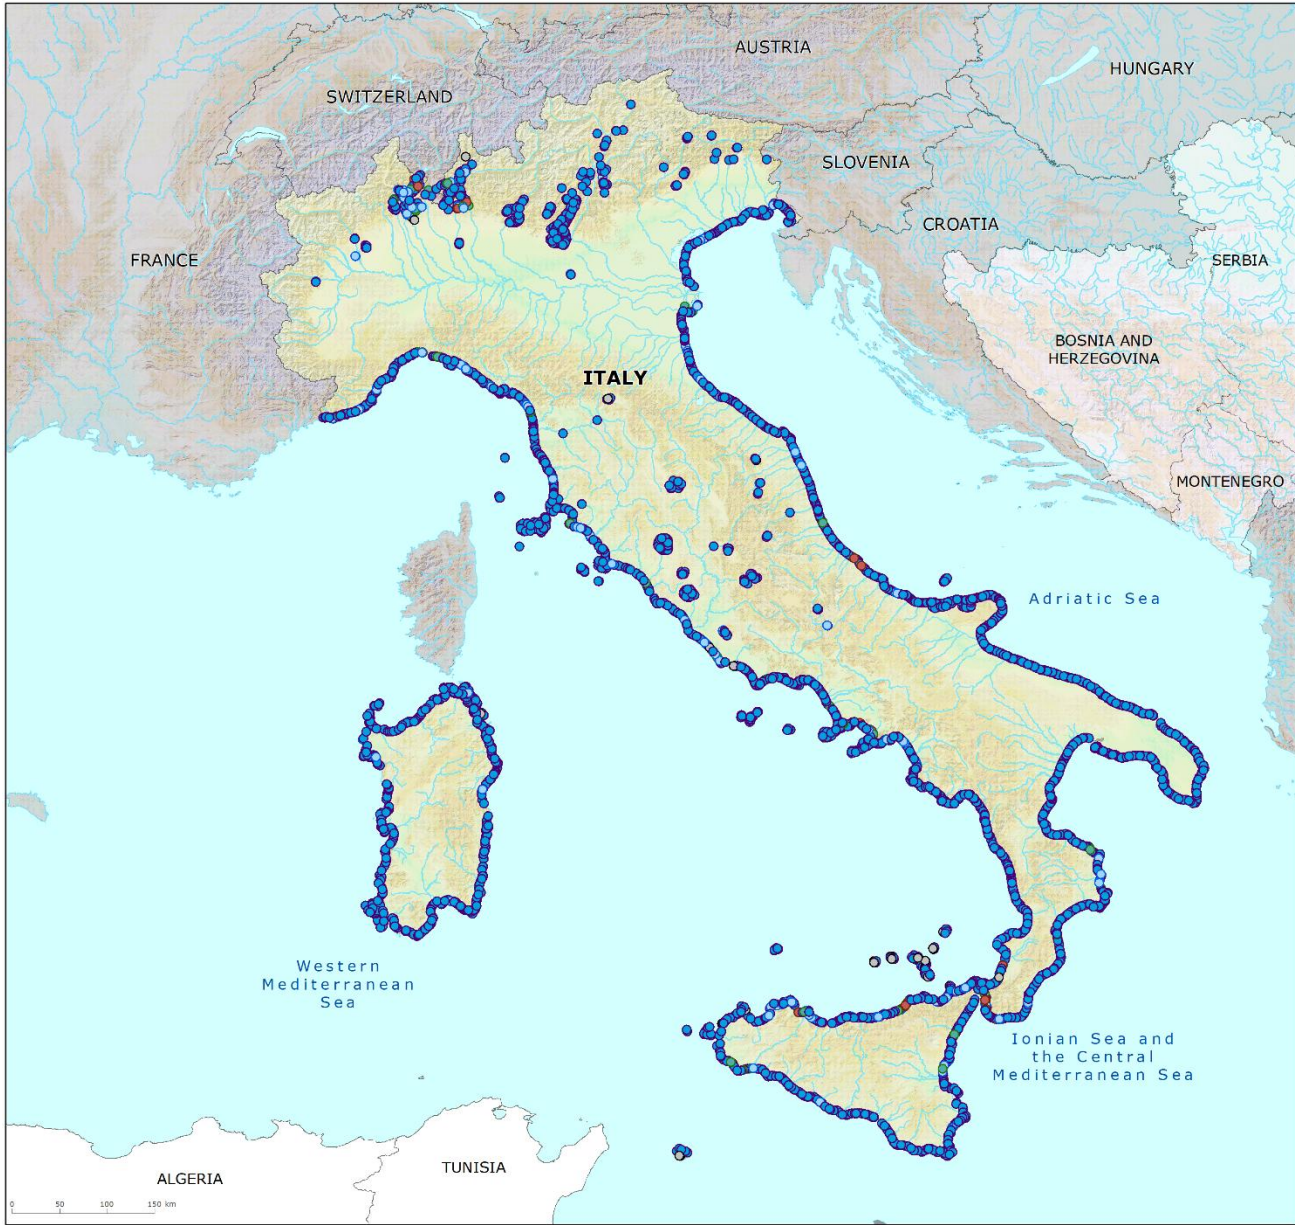 AUSTRIA
HUNGARY
SWITZERLAND
SLOVENIA
CROATIA
FRANCE
SERBIA
BOSNIA AND
HERZEGOVINA
ITALY
MONTENEGRO
Adriatic Sea
Western
Mediterranean
Sea
Ionian Sea and
the Central
Mediterranean Sea
ALGERIA
TUNISIA
0 50 100 150 km